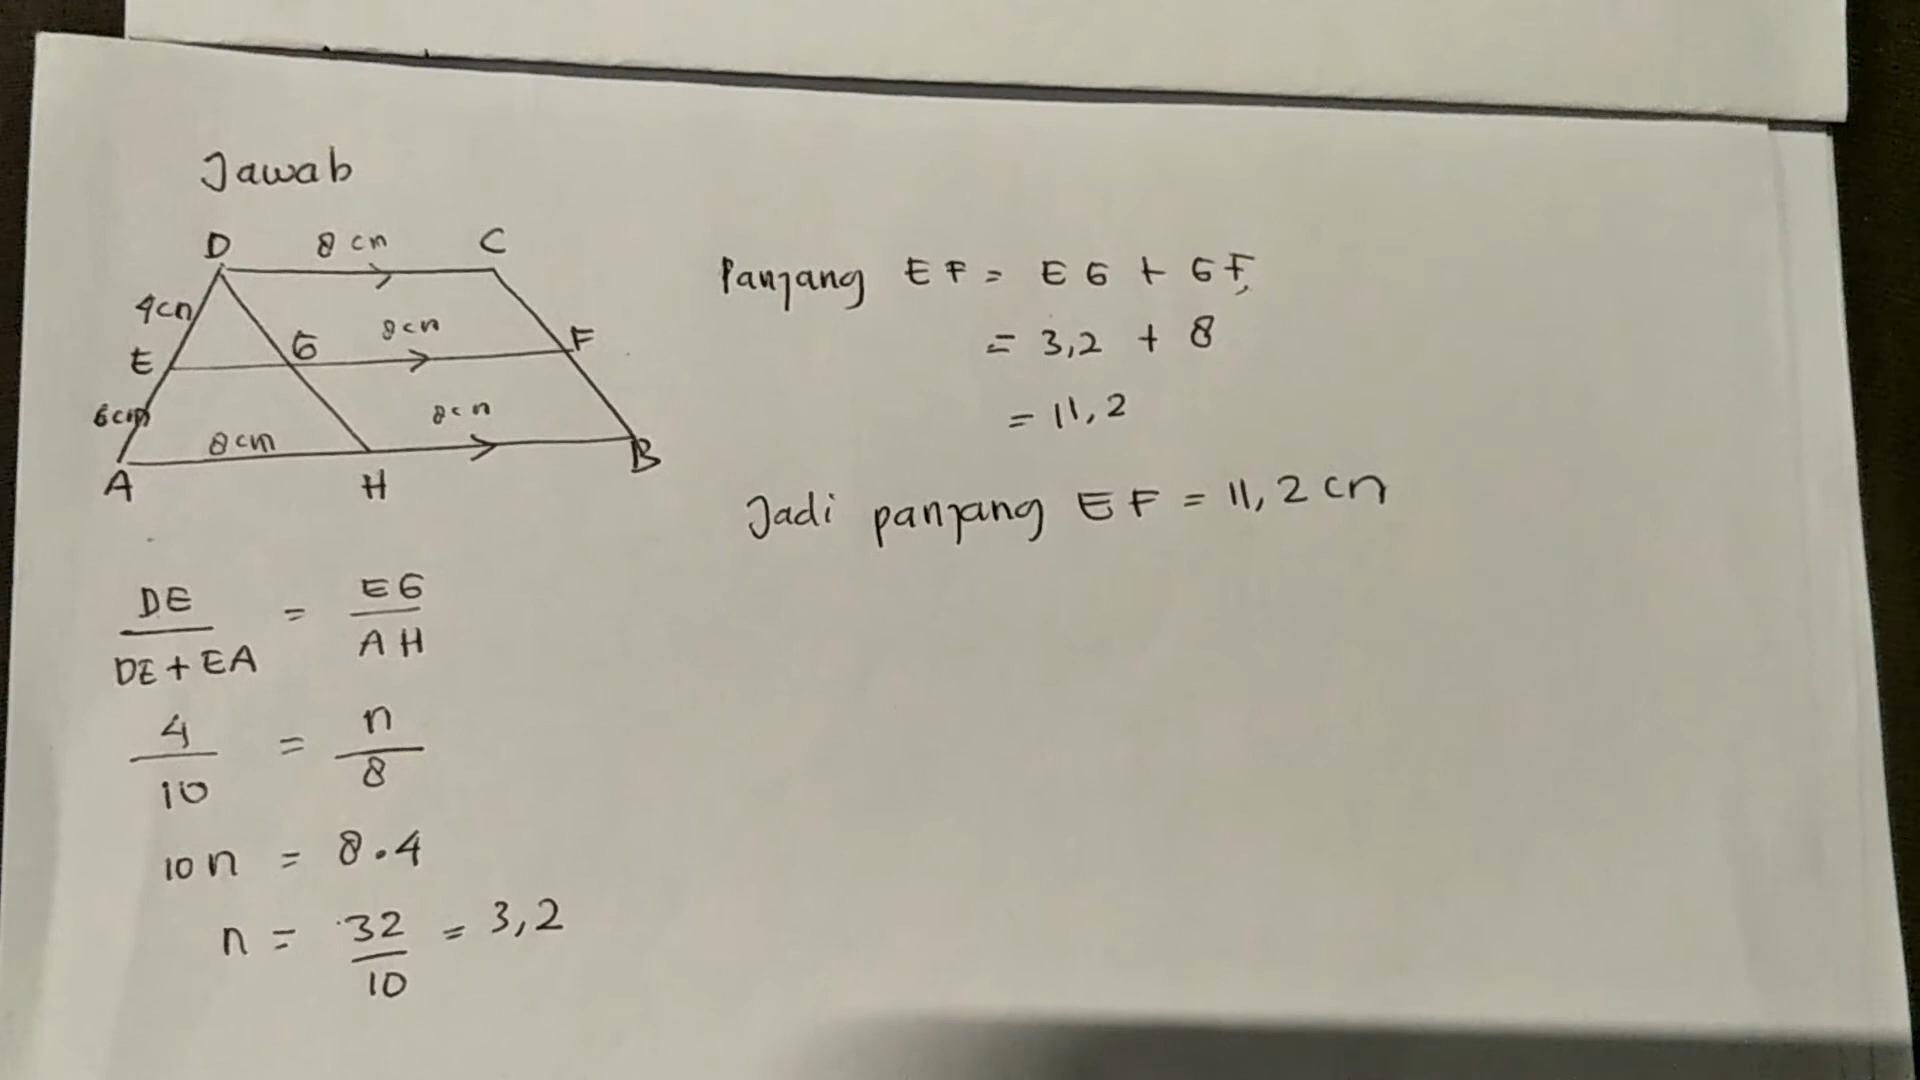 Jawab
D 8 cm C
4cm
8cm
E G F
6cm
8cm
8cm
A H B
DE / DE + EA = EG / AH
4 / 10 = n / 8
10 n = 8 . 4
n = 32 / 10 = 3,2
Panjang EF = EG + GF
= 3,2 + 8
= 11,2
Jadi panjang EF = 11,2 cm